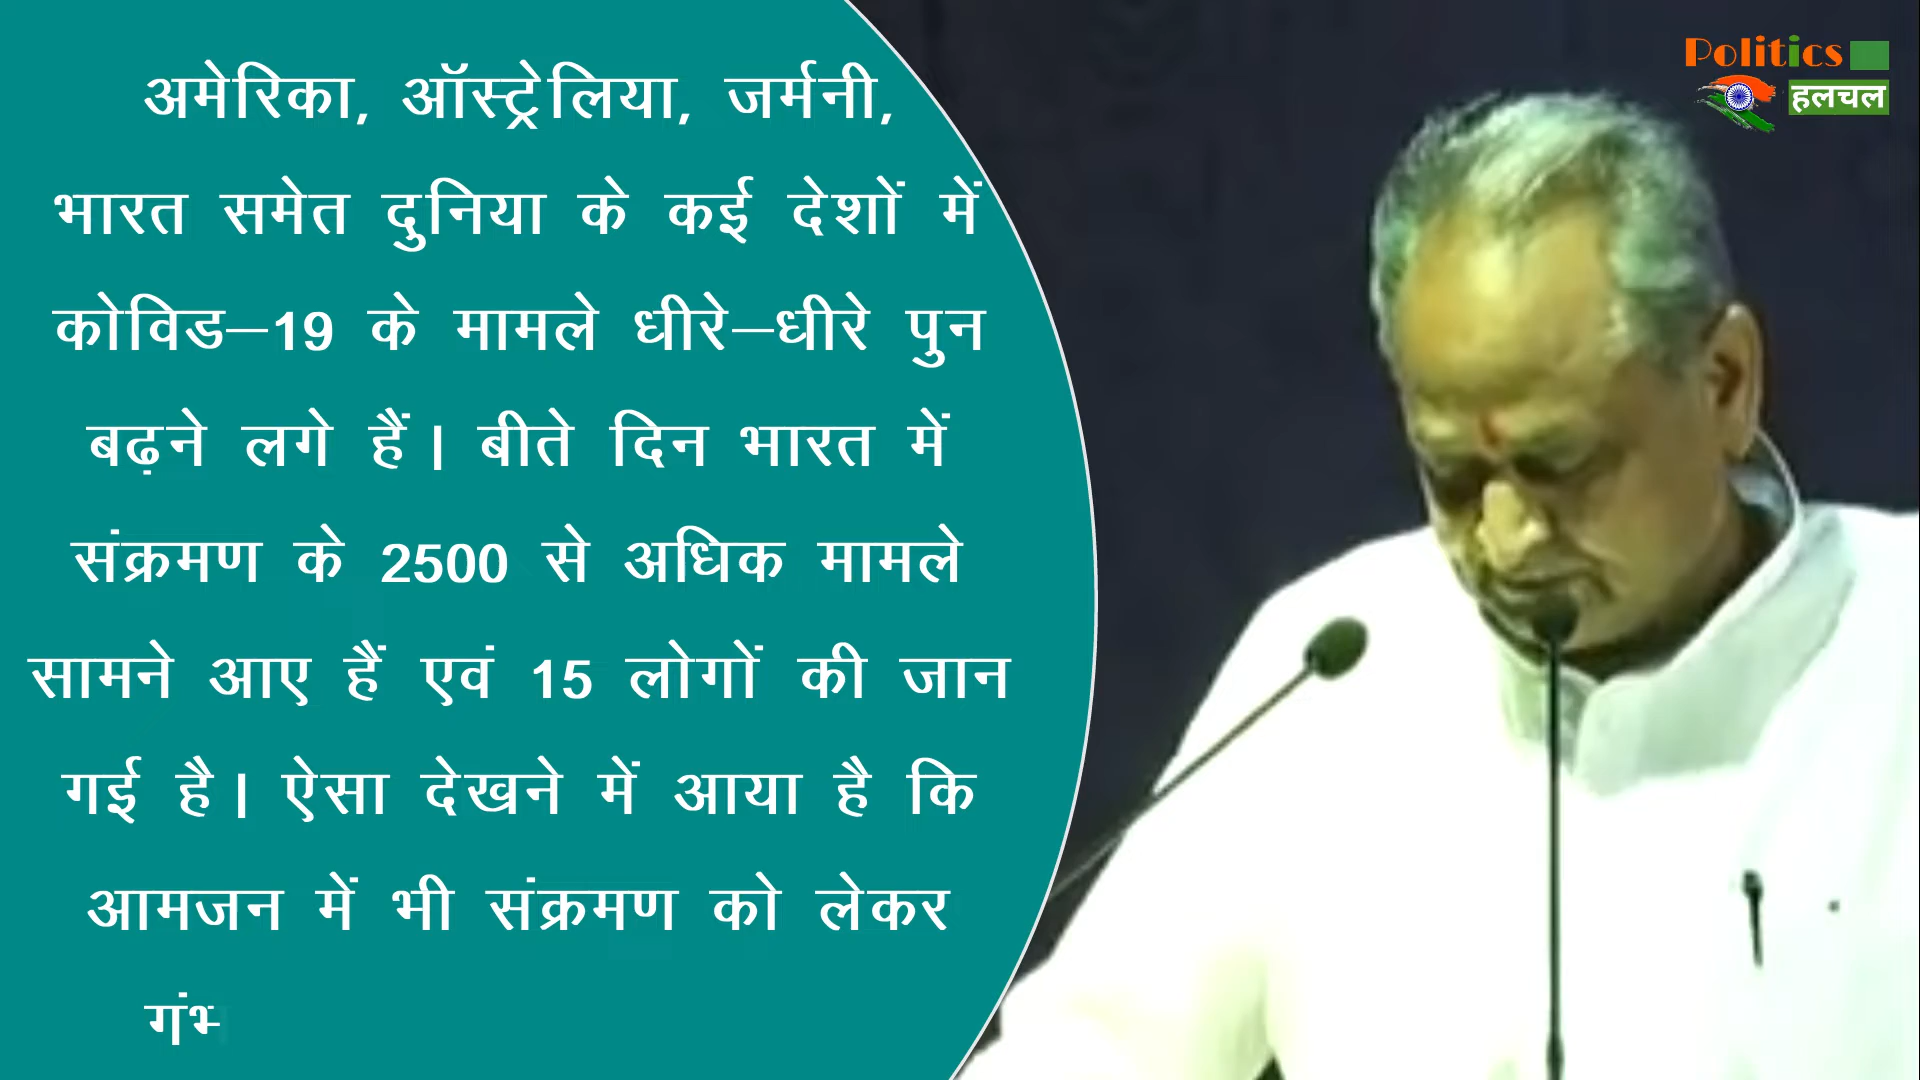 अमेरिका, ऑस्ट्रेलिया, जर्मनी,
भारत समेत दुनिया के कई देशों में
कोविड–19 के मामले धीरे–धीरे पुन
बढ़ने लगे हैं। बीते दिन भारत में
संक्रमण के 2500 से अधिक मामले
सामने आए हैं एवं 15 लोगों की जान
गई है। ऐसा देखने में आया है कि
आमजन में भी संक्रमण को लेकर
Politics
हलचल